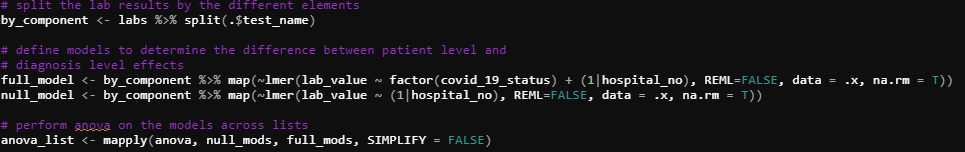 # split the lab results by the different elements
by_component <- labs %>% split(.$test_name)
# define models to determine the difference between patient level and
# diagnosis level effects
full_model <- by_component %>% map(~lmer(lab_value ~ factor(covid_19_status) + (1|hospital_no), REML=FALSE, data = .x, na.rm = T))
null_model <- by_component %>% map(~lmer(lab_value ~ (1|hospital_no), REML=FALSE, data = .x, na.rm = T))
# perform anova on the models across lists
anova_list <- mapply(anova, null_mods, full_mods, SIMPLIFY = FALSE)